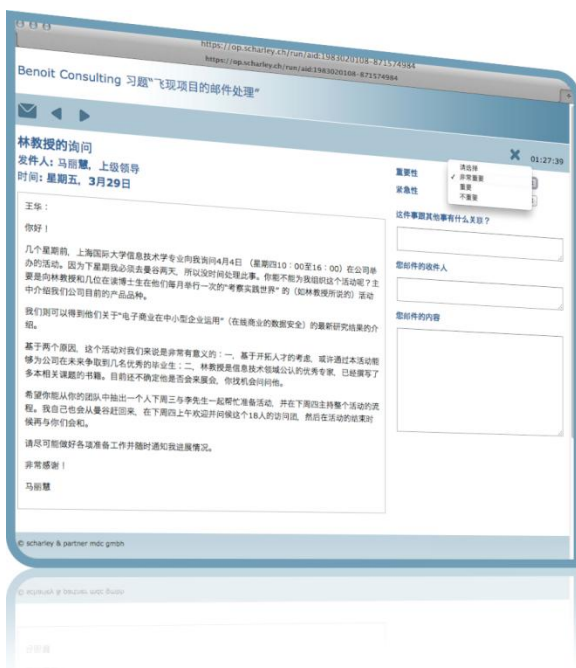 https://op.scharley.ch/run/aid:1983020108-871574984
https://op.scharley.ch/run/aid:1983020108-871574984
Benoit Consulting 习题“飞现项目的邮件处理”
01:27:39
林教授的询问
发件人: 马丽慧, 上级领导
时间: 星期五, 3月29日
王华：
你好！
几个星期前, 上海国际大学信息技术学专业向我询问4月4日 (星期四10：00至16：00) 在公司举
办的活动。因为下星期我必须去曼谷两天, 所以没时间处理此事。你能不能为我组织这个活动呢？主
要是向林教授和几位在读博士生在他们每月举行一次的“考察实践世界” 的 (如林教授所说的) 活动
中介绍我们公司目前的产品品种。
我们则可以得到他们关于“电子商业在中小型企业运用”（在线商业的数据安全）的最新研究结果的介
绍。
基于两个原因, 这个活动对我们来说是非常有意义的：一、基于开拓人才的考虑, 或许通过本活动能
够为公司在未来争取到几名优秀的毕业生；二、林教授是信息技术领域公认的优秀专家, 已经撰写了
多本相关课题的书籍。目前还不确定他是否会来展会, 你找机会问问他。
希望你能从你的团队中抽出一个人下周三与李先生一起帮忙准备活动, 并在下周四主持整个活动的流
程。我自己也会从曼谷赶回来, 在下周四上午欢迎并问候这个18人的访问团, 然后在活动的结束时
候再与你们会和。
请尽可能做好各项准备工作并随时通知我进展情况。
非常感谢！
马丽慧
重要性
请选择
✓ 非常重要
重要
不重要
紧急性
这件事跟其他事有什么关联？
您邮件的收件人
您邮件的内容
© scharley & partner mdc gmbh